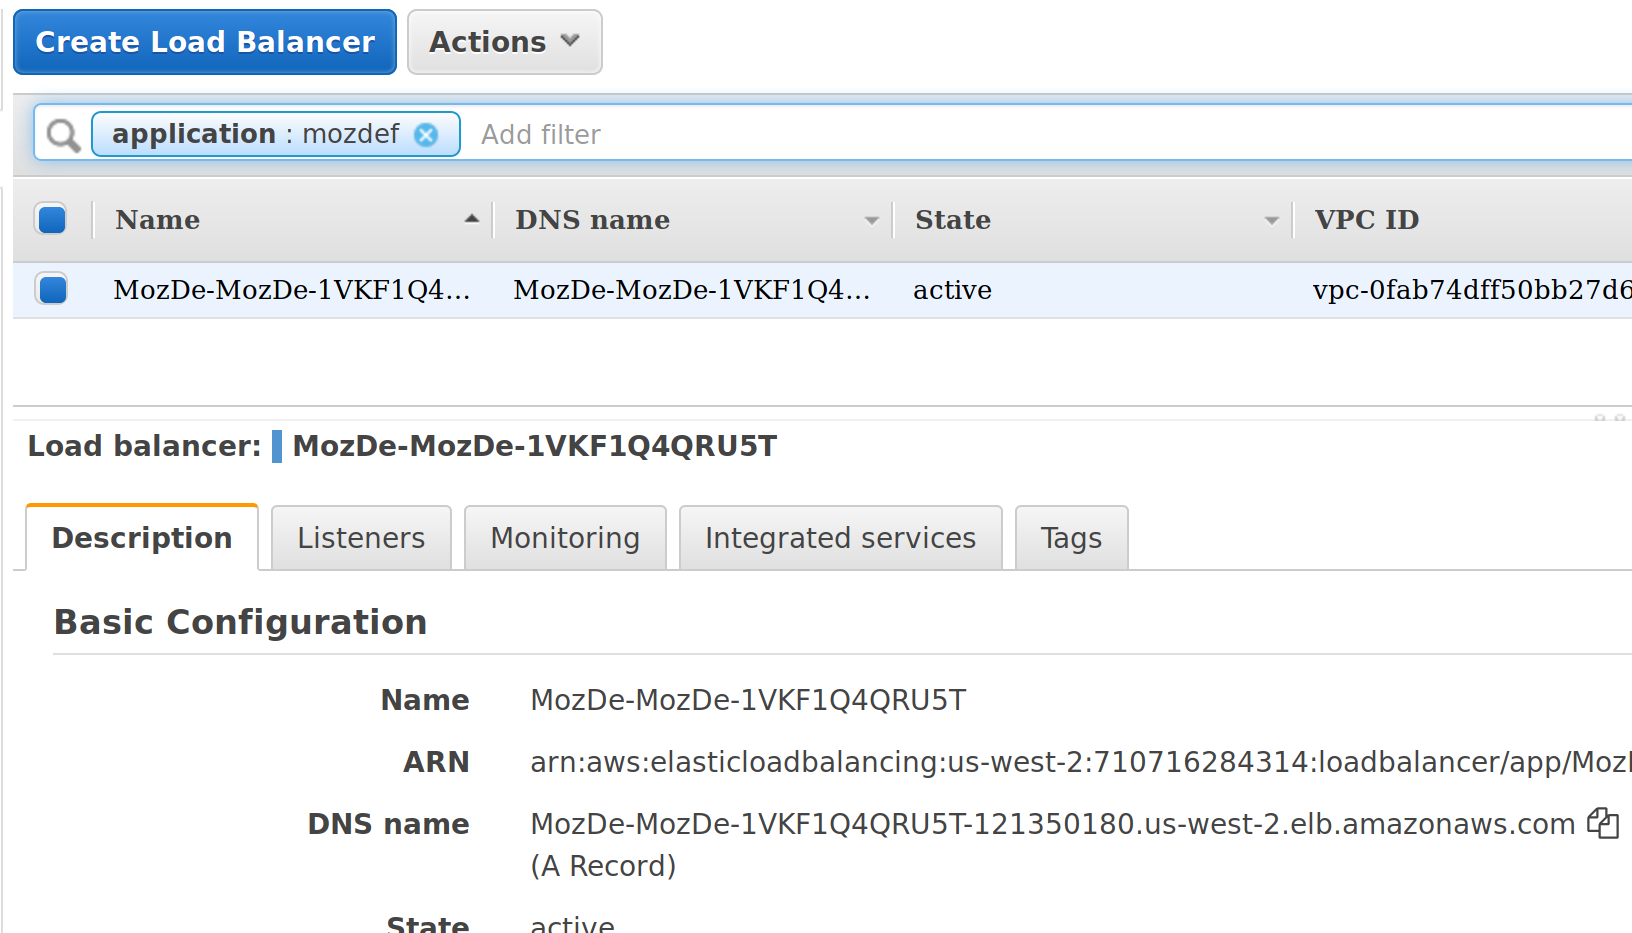 Create Load Balancer Actions
application : mozdef Add filter
Name DNS name State VPC ID
MozDe-MozDe-1VKF1Q4... MozDe-MozDe-1VKF1Q4... active vpc-0fab74dff50bb27d6
Load balancer: MozDe-MozDe-1VKF1Q4QRU5T
Description Listeners Monitoring Integrated services Tags
Basic Configuration
Name MozDe-MozDe-1VKF1Q4QRU5T
ARN arn:aws:elasticloadbalancing:us-west-2:710716284314:loadbalancer/app/Moz
DNS name MozDe-MozDe-1VKF1Q4QRU5T-121350180.us-west-2.elb.amazonaws.com
(A Record)
State active